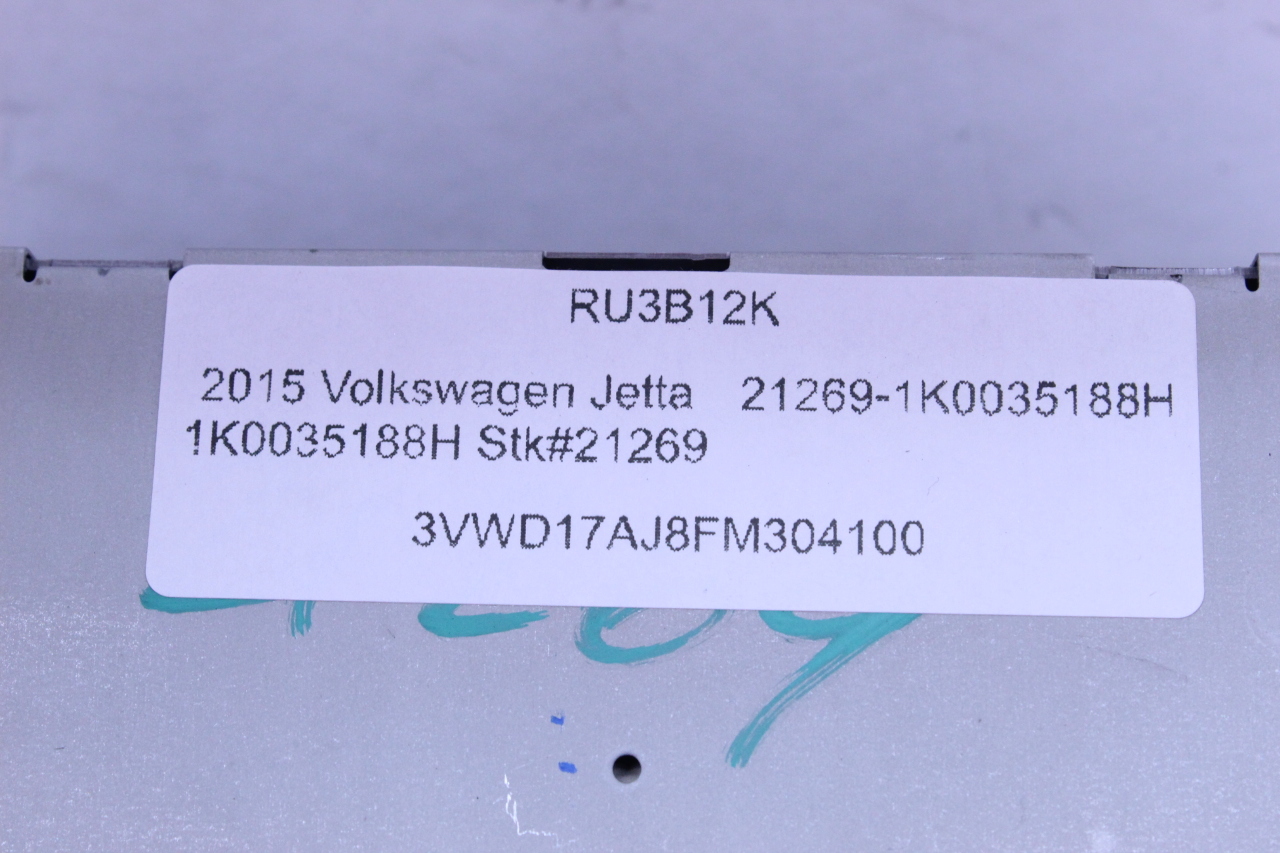 RU3B12K
2015 Volkswagen Jetta 21269-1K0035188H
1K0035188H Stk#21269
3VWD17AJ8FM304100